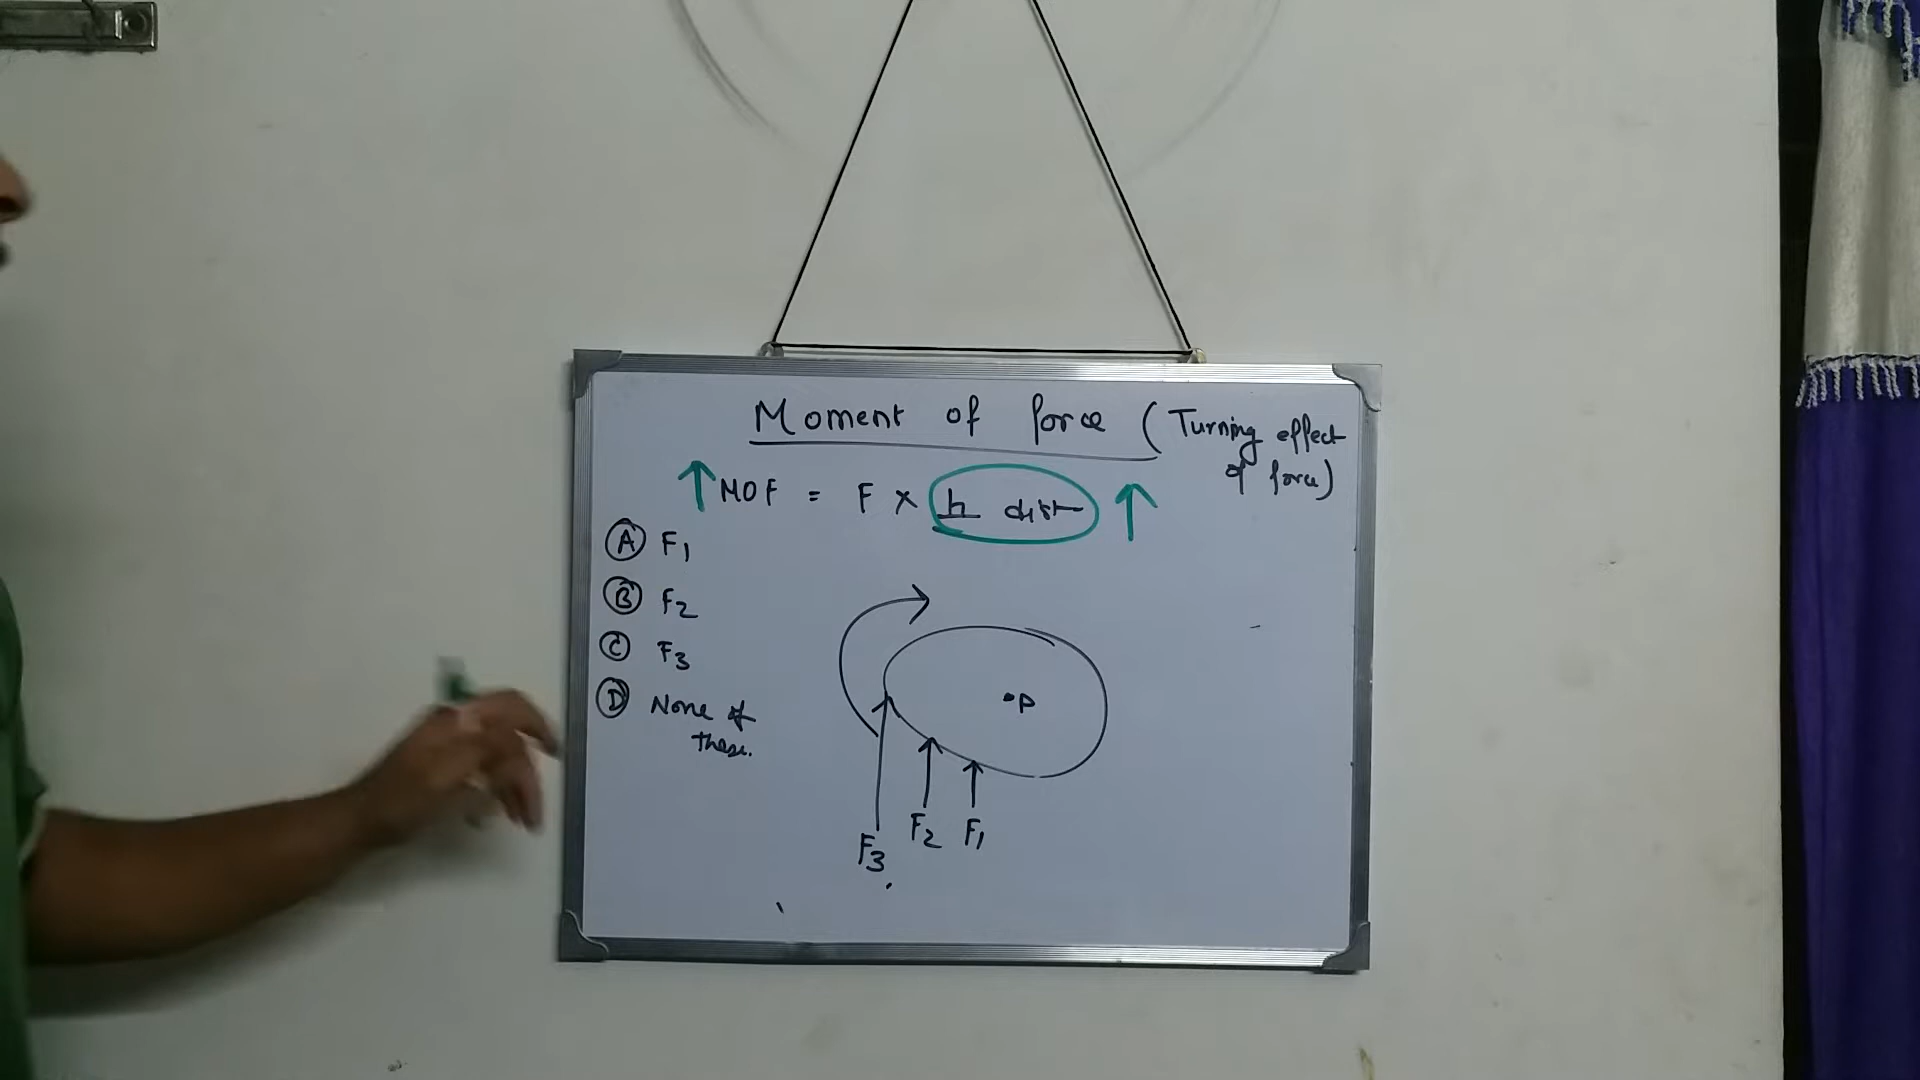 Moment of force (Turning effect
of force)
↑ MOF = F × h dist ↑
Ⓐ F₁
Ⓑ F₂
Ⓒ F₃
Ⓓ None of
these.
•P
F₃ F₂ F₁